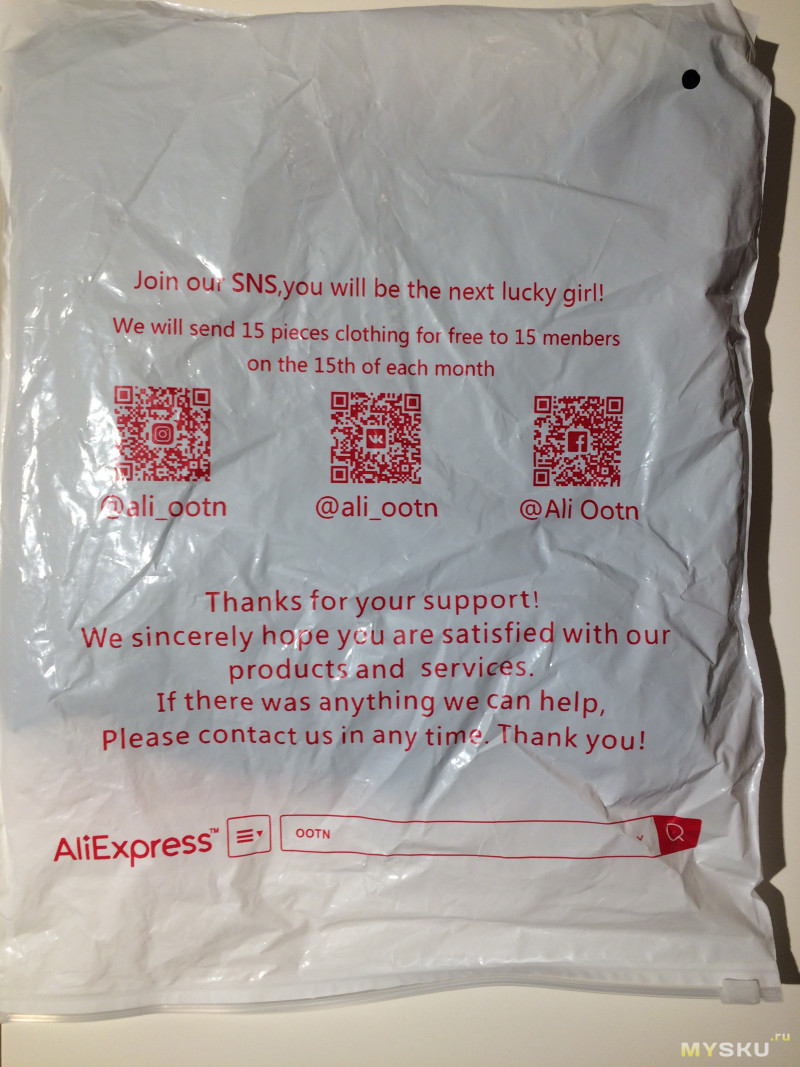 Join our SNS,you will be the next lucky girl!
We will send 15 pieces clothing for free to 15 menbers
on the 15th of each month
@ali_ootn @ali_ootn @Ali Ootn
Thanks for your support!
We sincerely hope you are satisfied with our
products and services.
If there was anything we can help,
Please contact us in any time. Thank you!
AliExpress™ OOTN
MYSKU.ru